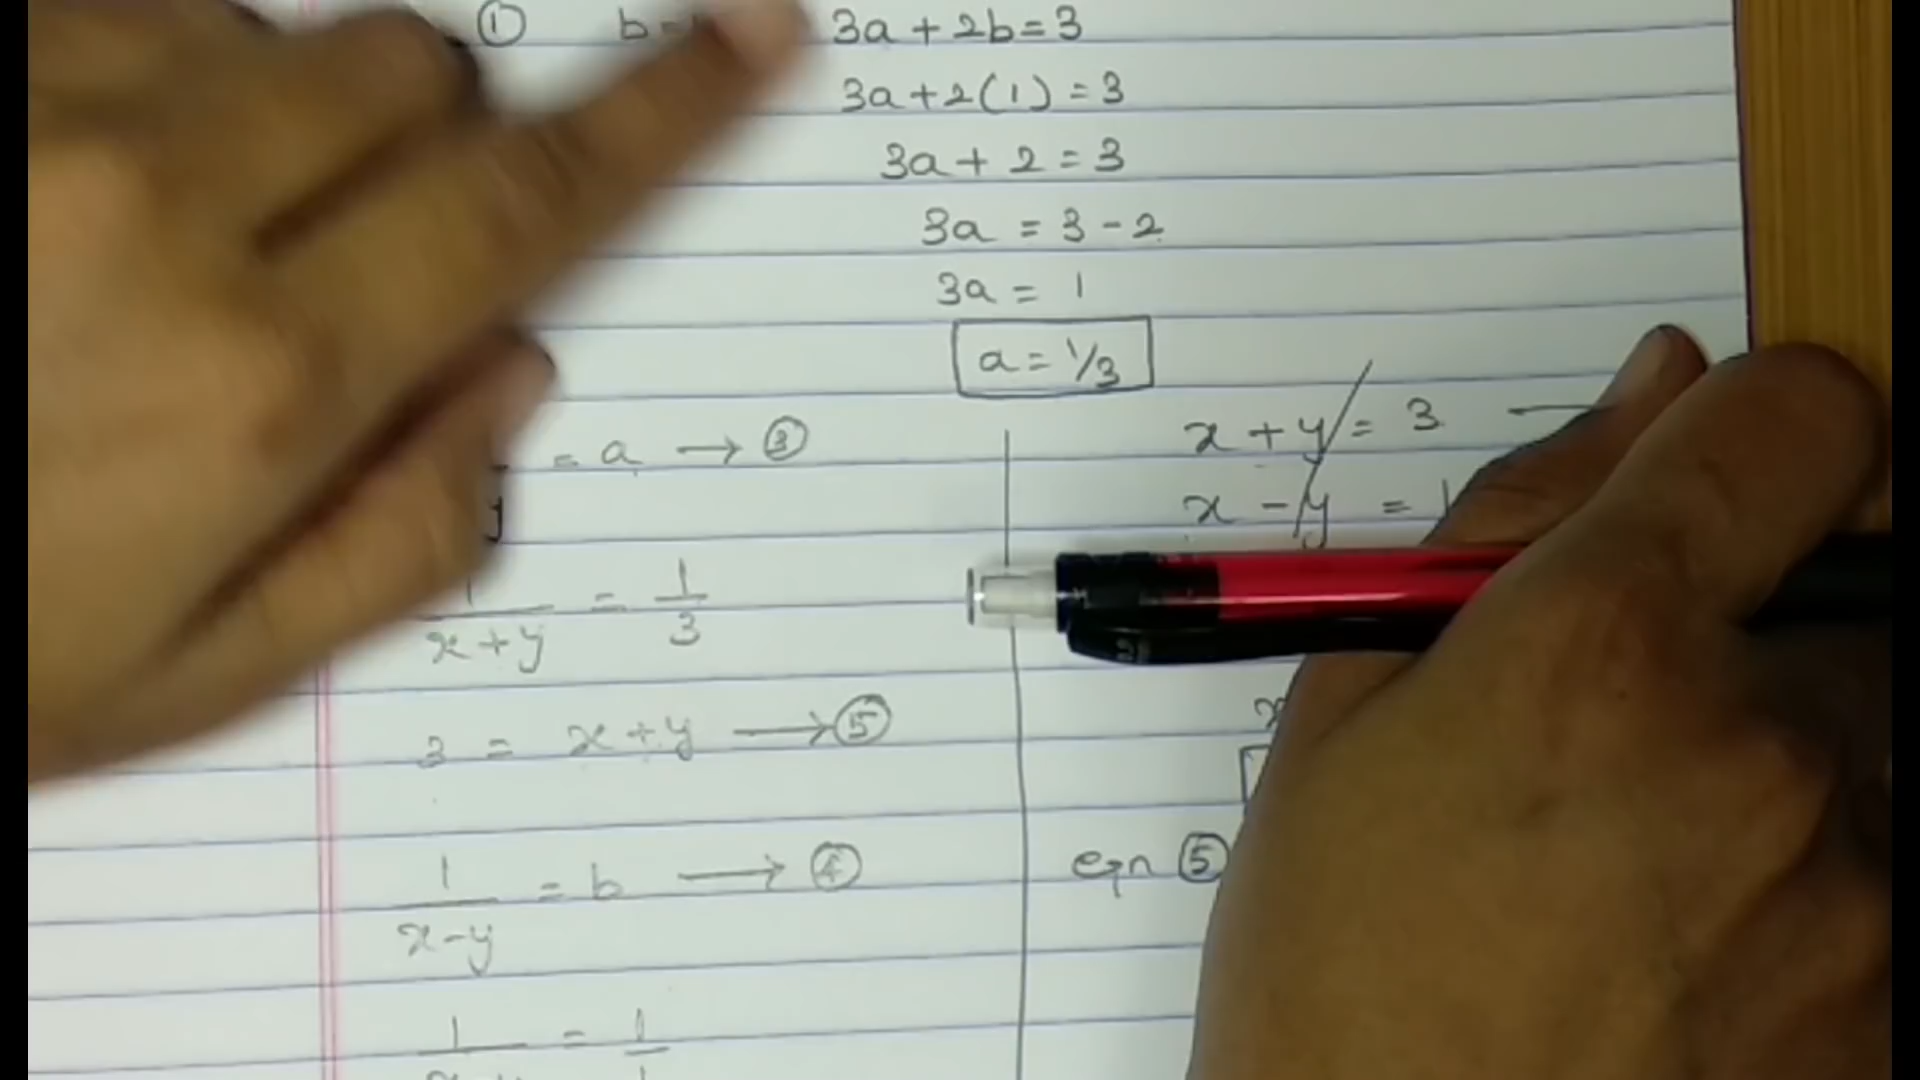 ① b= 3a + 2b = 3
3a + 2(1) = 3
3a + 2 = 3
3a = 3 - 2
3a = 1
a = 1/3
= a → ③
y
1/(x+y) = 1/3
3 = x + y → ⑤
1/(x-y) = b → ④
1/ = 1/1
x + y = 3
x - y = 1
x
eqn ⑤